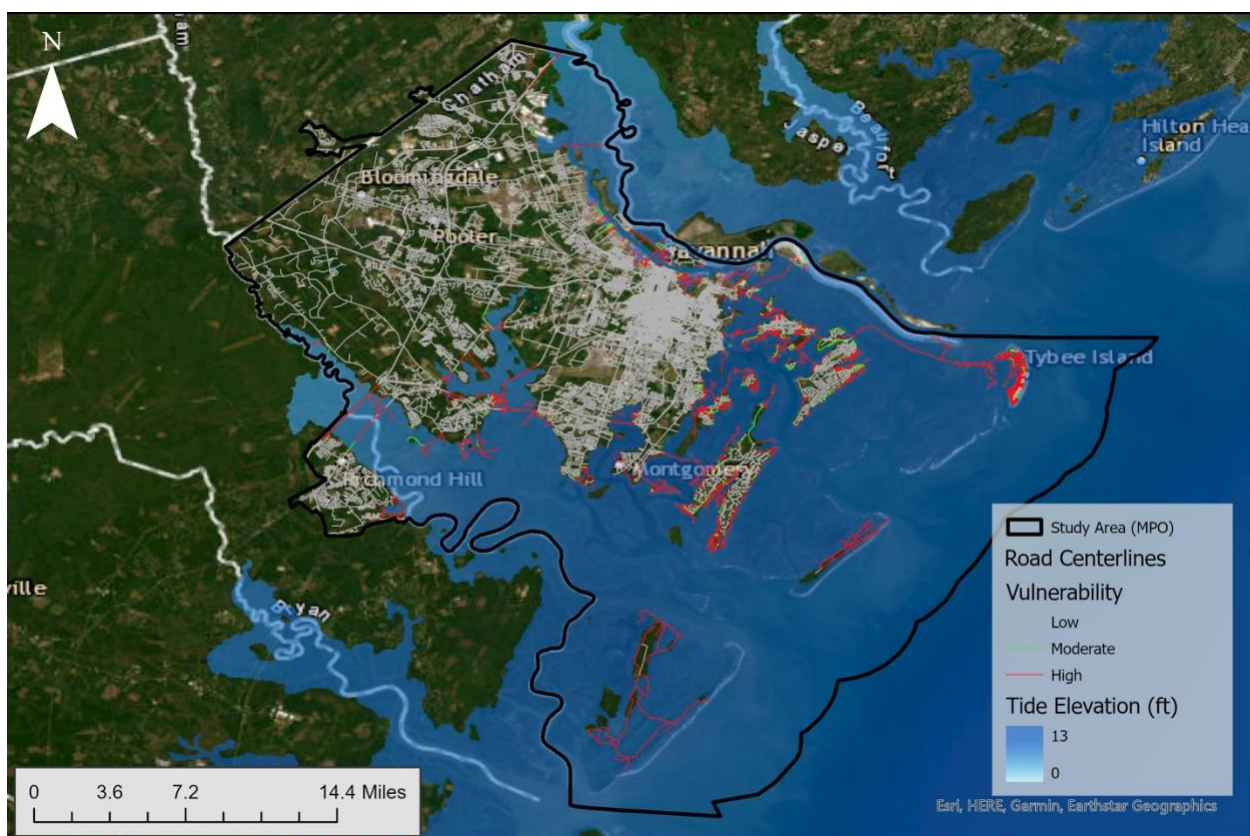 am
N
Chatham
Beaufort
Jasper
Hilton Hea
Island
Bloomingdale
Pooler
Savannah
Tybee Island
Montgomery
Richmond Hill
ville
Bryan
Study Area (MPO)
Road Centerlines
Vulnerability
Low
Moderate
High
Tide Elevation (ft)
13
0
0 3.6 7.2 14.4 Miles
Esri, HERE, Garmin, Earthstar Geographics